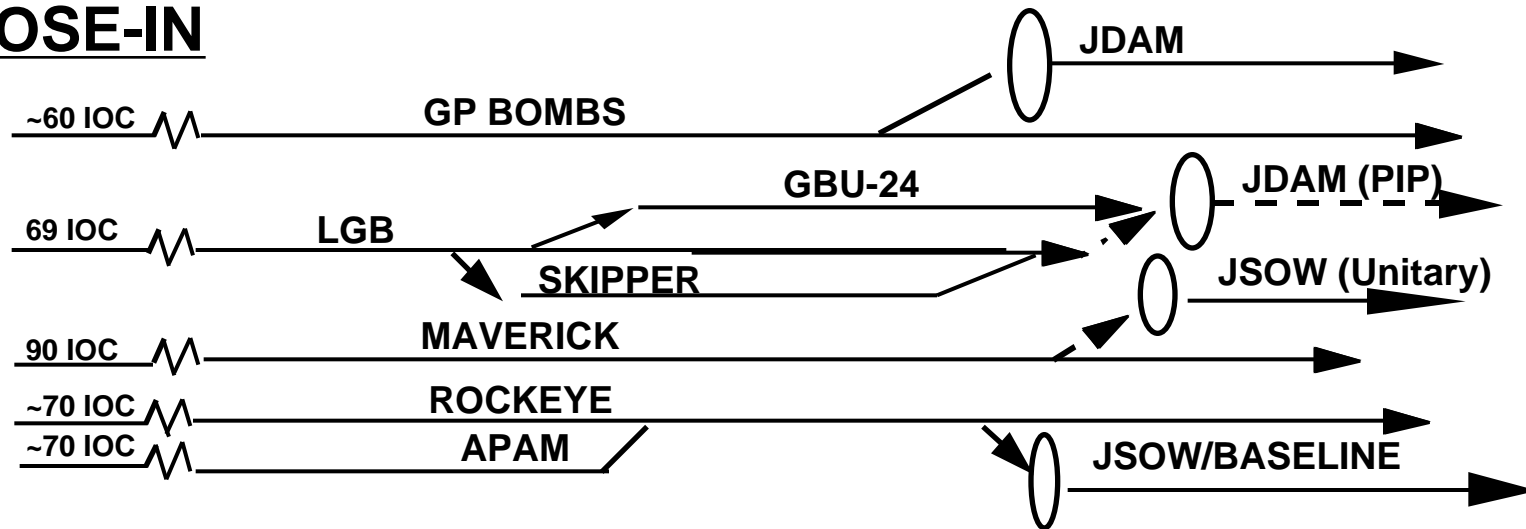 OSE-IN
JDAM
~60 IOC
GP BOMBS
GBU-24
JDAM (PIP)
69 IOC
LGB
SKIPPER
JSOW (Unitary)
90 IOC
MAVERICK
~70 IOC
ROCKEYE
~70 IOC
APAM
JSOW/BASELINE